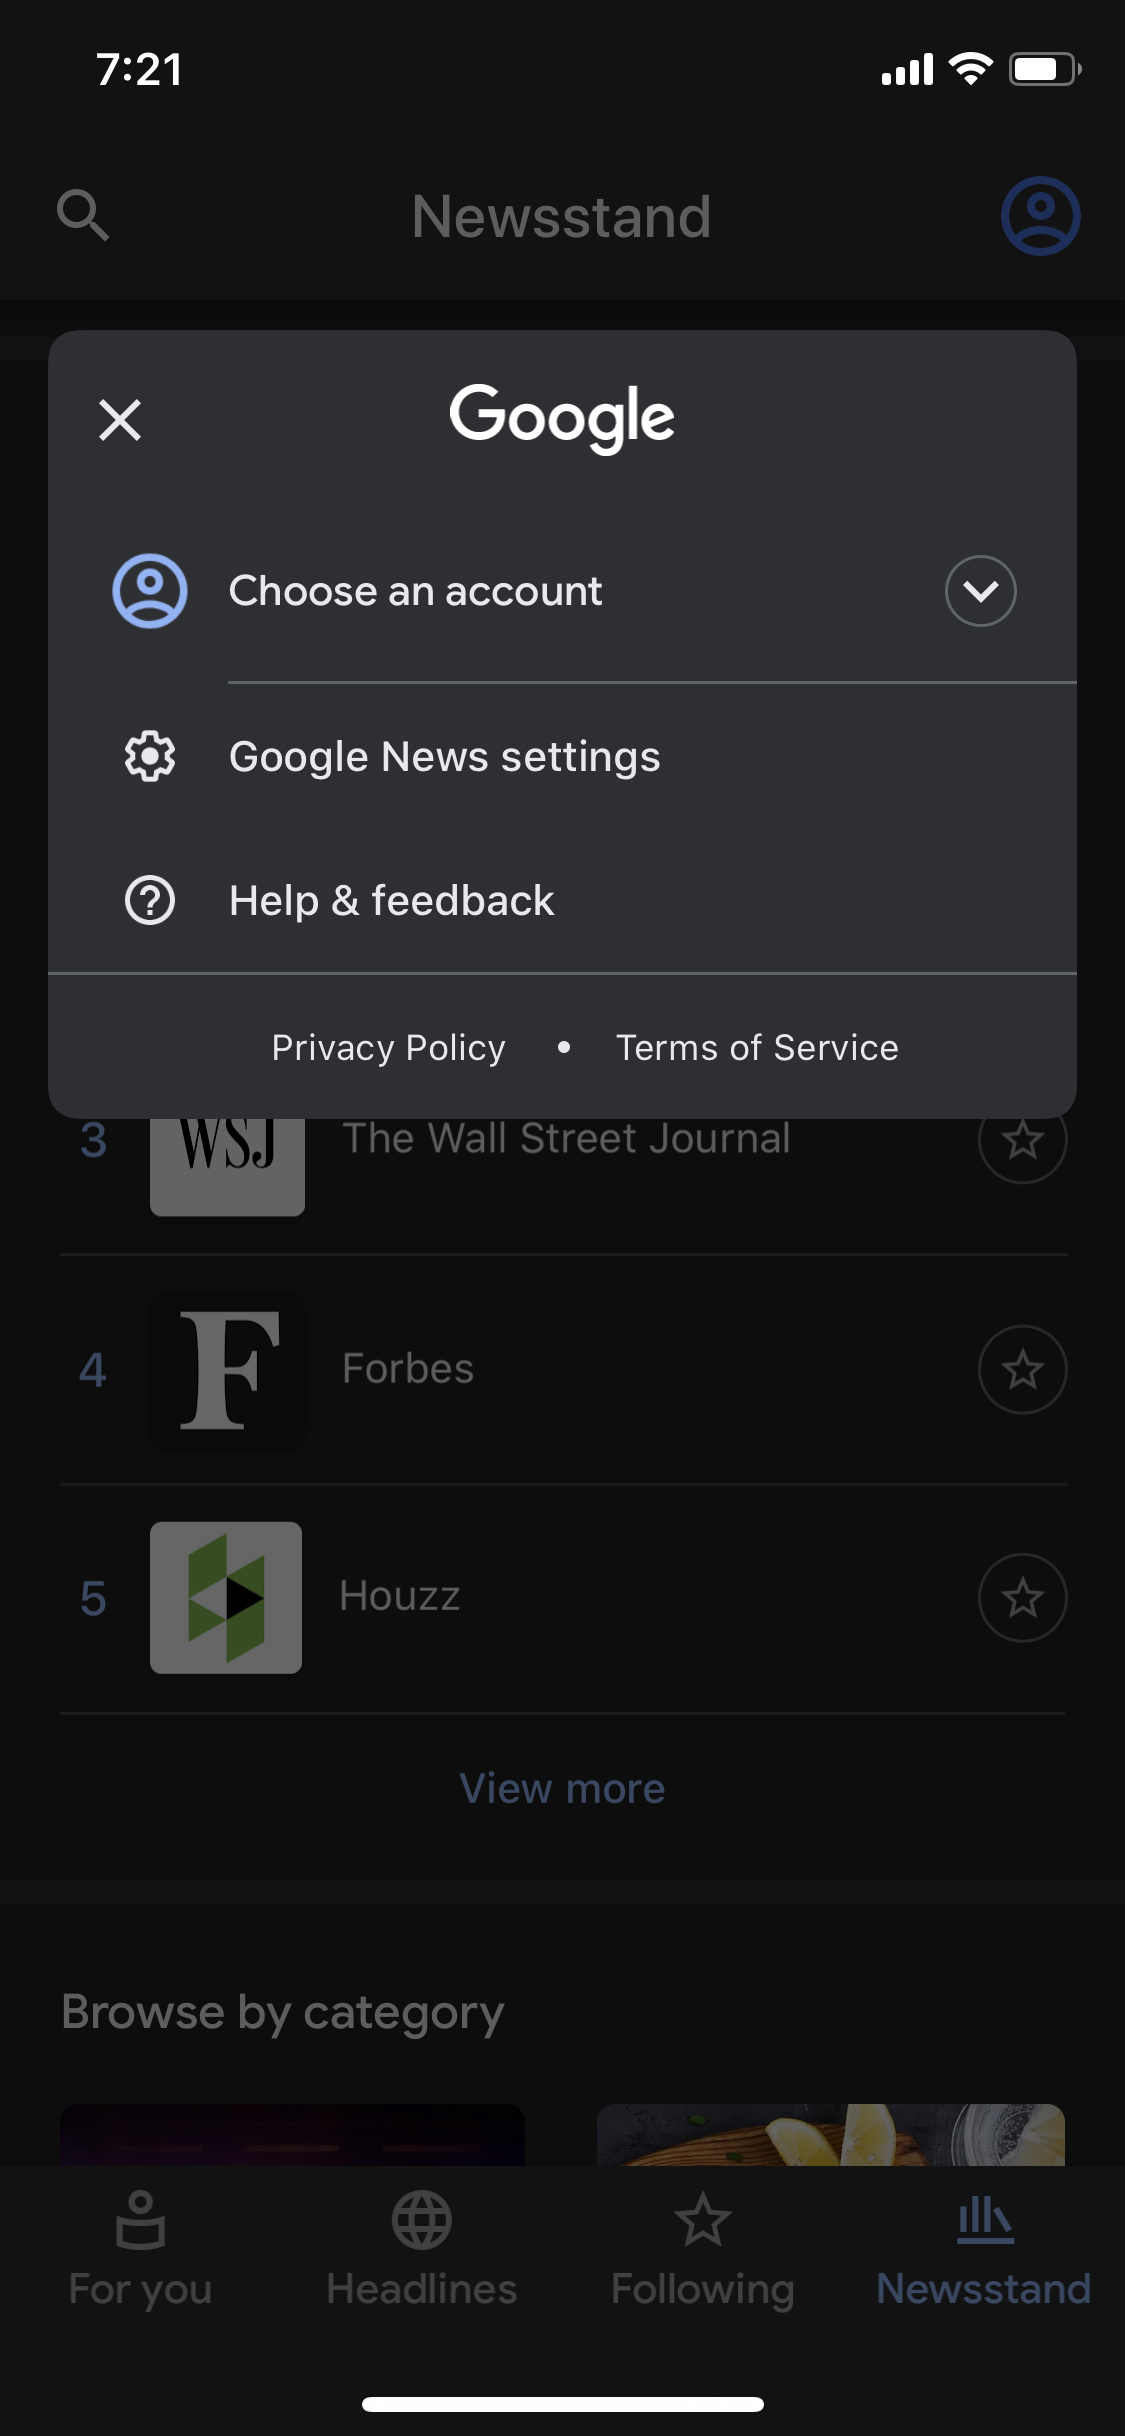 7:21
Newsstand
Google
Choose an account
Google News settings
Help & feedback
Privacy Policy • Terms of Service
3 WSJ The Wall Street Journal
4 F Forbes
5 Houzz
View more
Browse by category
For you Headlines Following Newsstand